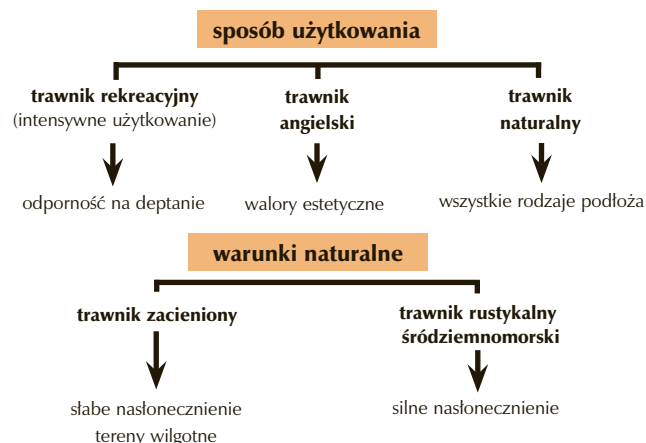 sposób użytkowania
trawnik rekreacyjny
(intensywne użytkowanie)
trawnik
angielski
trawnik
naturalny
odporność na deptanie
walory estetyczne
wszystkie rodzaje podłoża
warunki naturalne
trawnik zacieniony
trawnik rustykalny
śródziemnomorski
słabe nasłonecznienie
tereny wilgotne
silne nasłonecznienie